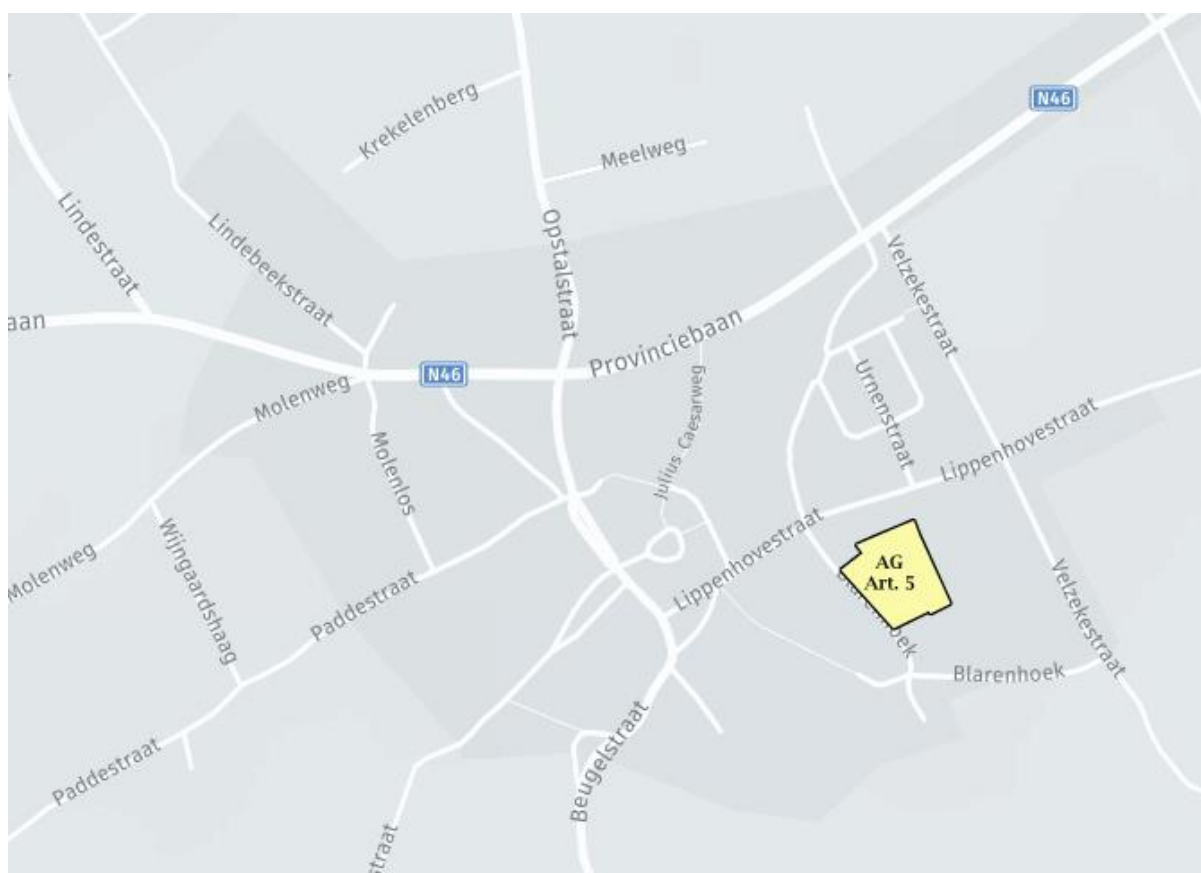 N46
Krekelenberg
Meelweg
Lindestraat
Lindebeekstraat
Opstalstraat
Velzekestraat
aan
Provinciebaan
N46
Molenweg
Julius Caesarweg
Urnenstraat
Lippenhovestraat
Molenlos
Lippenhovestraat
Molenweg
Wijngaardshaag
Paddestraat
AG
Art. 5
Velzekestraat
Blarenhoek
Beugelstraat
Paddestraat
straat